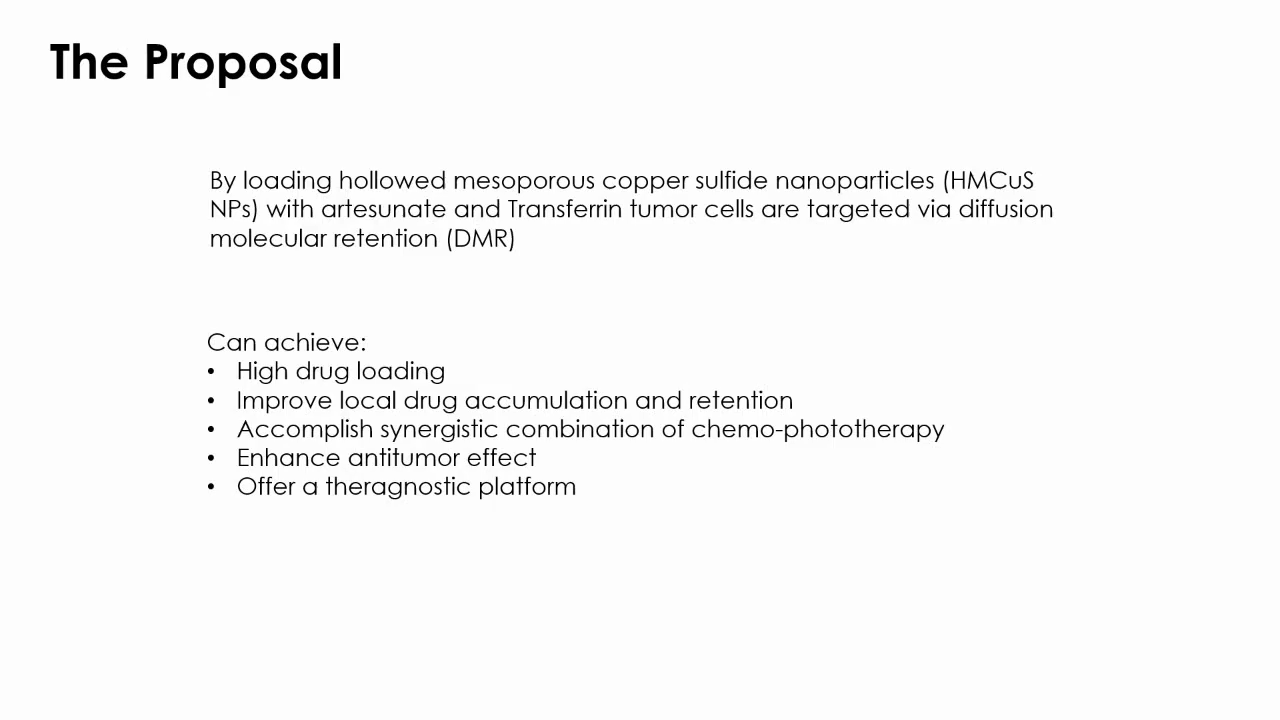 The Proposal
By loading hollowed mesoporous copper sulfide nanoparticles (HMCuS
NPs) with artesunate and Transferrin tumor cells are targeted via diffusion
molecular retention (DMR)
Can achieve:
• High drug loading
• Improve local drug accumulation and retention
• Accomplish synergistic combination of chemo-phototherapy
• Enhance antitumor effect
• Offer a theragnostic platform